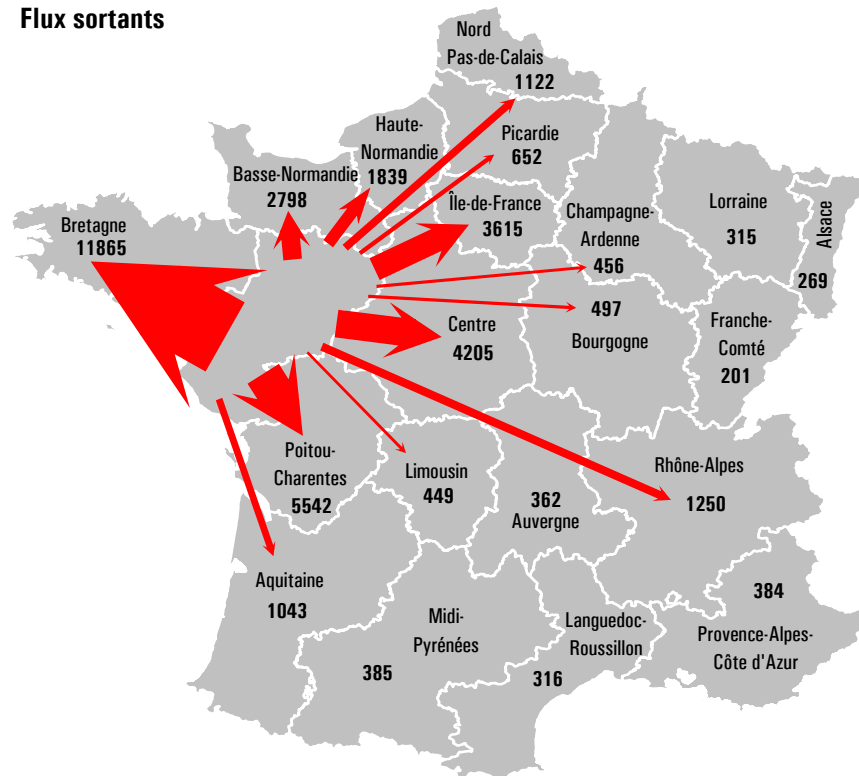 Flux sortants
Nord
Pas-de-Calais
1122
Haute-
Normandie
1839
Picardie
652
Basse-Normandie
2798
Bretagne
11865
Île-de-France
3615
Champagne-
Ardenne
456
Lorraine
315
Alsace
269
Centre
4205
497
Bourgogne
Franche-
Comté
201
Poitou-
Charentes
5542
Limousin
449
362
Auvergne
Rhône-Alpes
1250
Aquitaine
1043
Midi-
Pyrénées
385
Languedoc-
Roussillon
316
384
Provence-Alpes-
Côte d'Azur